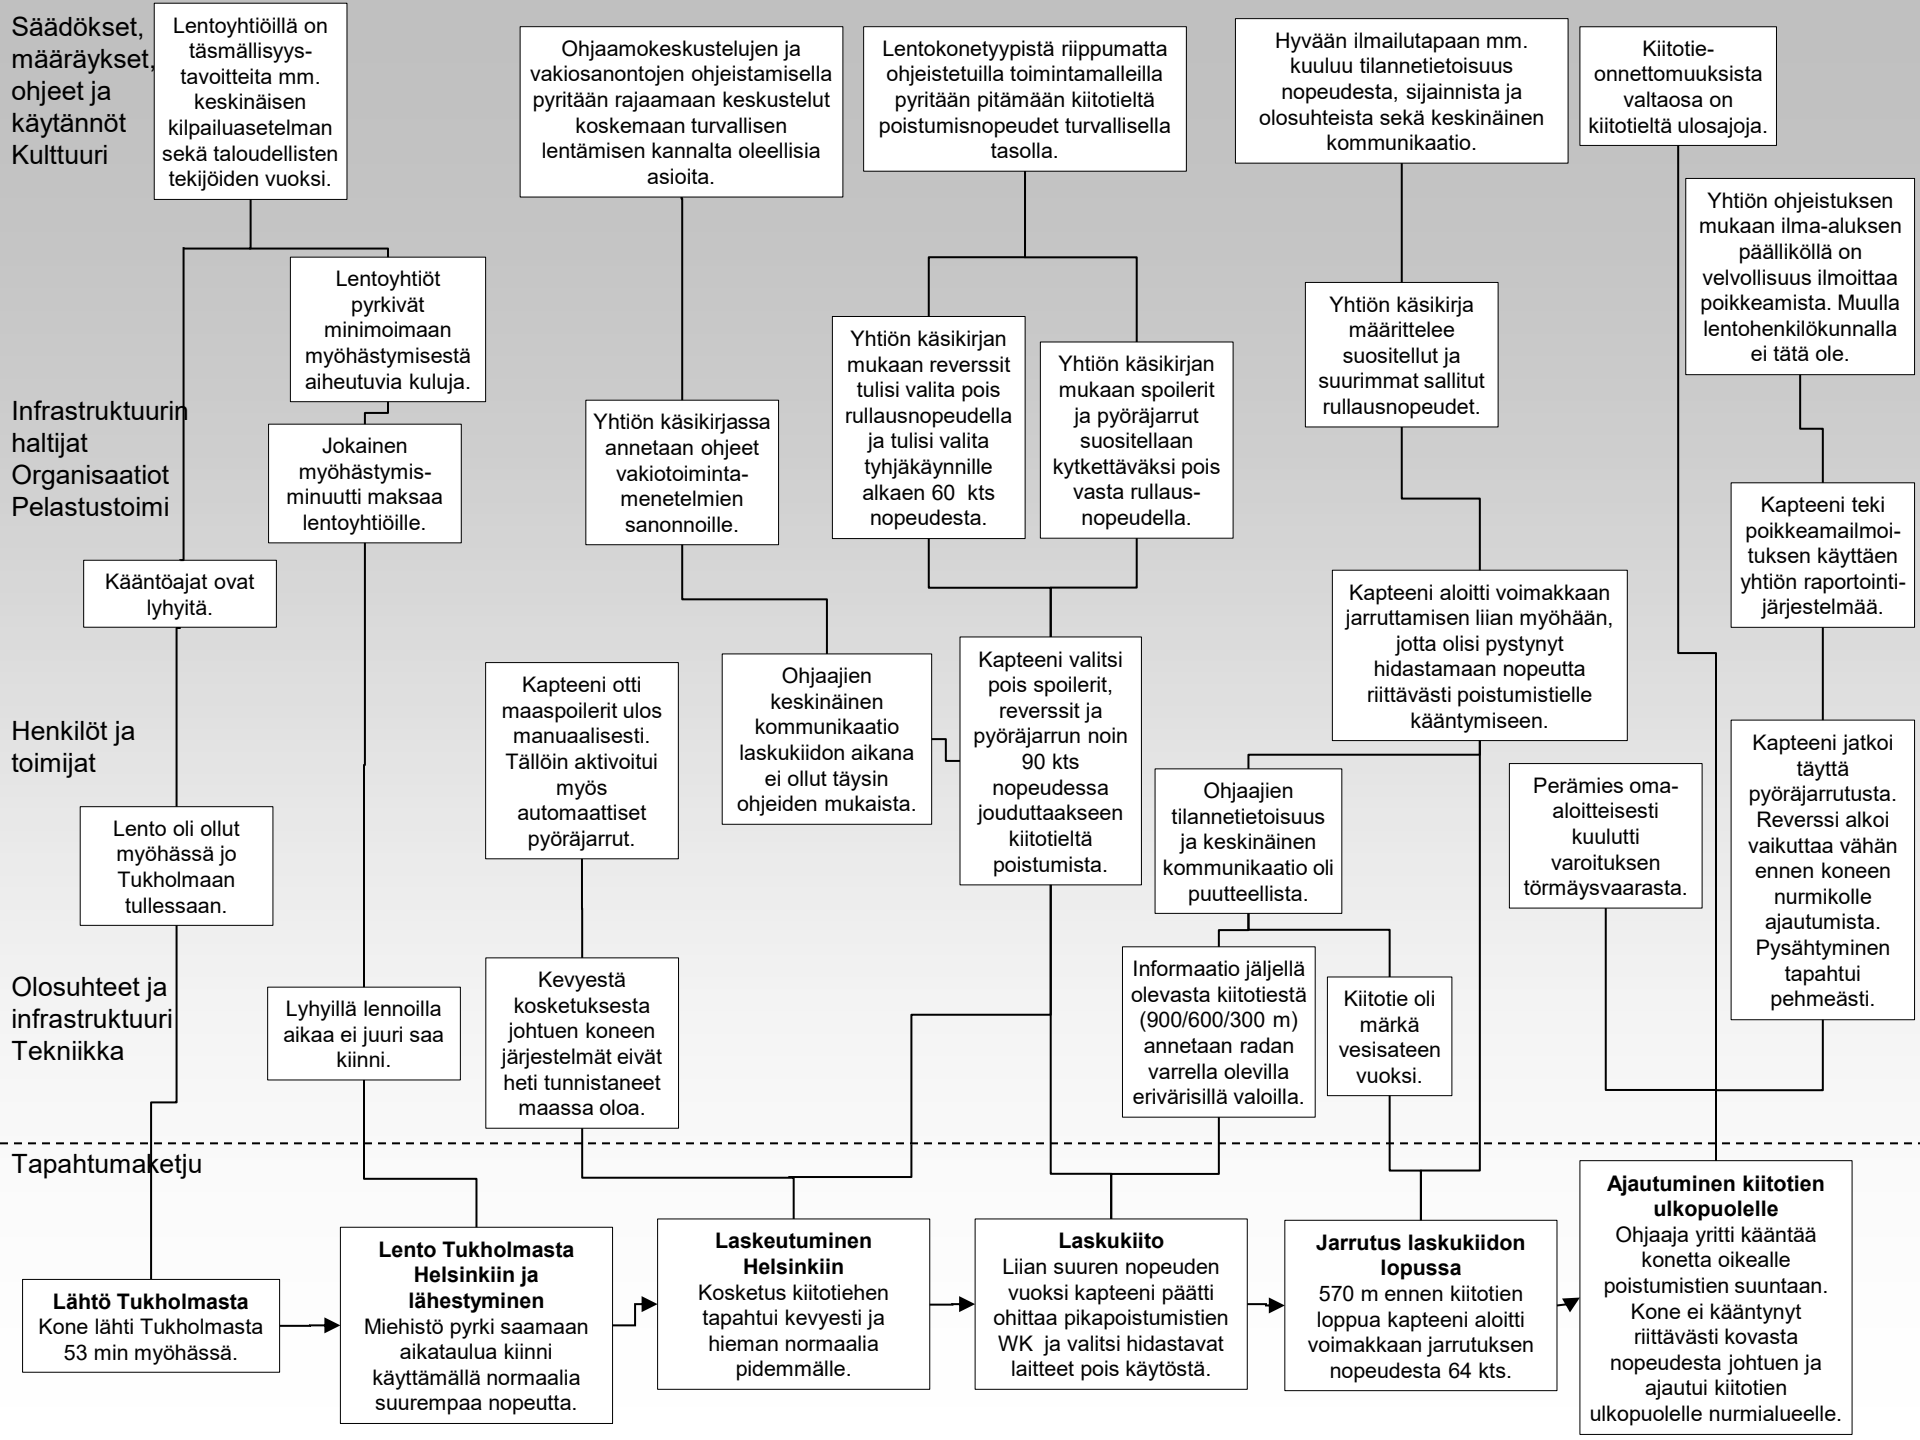 Säädökset,
määräykset,
ohjeet ja
käytännöt
Kulttuuri
Lentoyhtiöillä on
täsmällisyys-
tavoitteita mm.
keskinäisen
kilpailuasetelman
sekä taloudellisten
tekijöiden vuoksi.
Ohjaamokeskustelujen ja
vakiosanontojen ohjeistamisella
pyritään rajaamaan keskustelut
koskemaan turvallisen
lentämisen kannalta oleellisia
asioita.
Lentokonetyypistä riippumatta
ohjeistetuilla toimintamalleilla
pyritään pitämään kiitotieltä
poistumisnopeudet turvallisella
tasolla.
Hyvään ilmailutapaan mm.
kuuluu tilannetietoisuus
nopeudesta, sijainnista ja
olosuhteista sekä keskinäinen
kommunikaatio.
Kiitotie-
onnettomuuksista
valtaosa on
kiitotieltä ulosajoja.
Yhtiön ohjeistuksen
mukaan ilma-aluksen
päälliköllä on
velvollisuus ilmoittaa
poikkeamista. Muulla
lentohenkilökunnalla
ei tätä ole.
Lentoyhtiöt
pyrkivät
minimoimaan
myöhästymisestä
aiheutuvia kuluja.
Yhtiön käsikirja
määrittelee
suositellut ja
suurimmat sallitut
rullausnopeudet.
Yhtiön käsikirjan
mukaan reverssit
tulisi valita pois
rullausnopeudella
ja tulisi valita
tyhjäkäynnille
alkaen 60 kts
nopeudesta.
Yhtiön käsikirjan
mukaan spoilerit
ja pyöräjarrut
suositellaan
kytkettäväksi pois
vasta rullaus-
nopeudella.
Infrastruktuurin
haltijat
Organisaatiot
Pelastustoimi
Jokainen
myöhästymis-
minuutti maksaa
lentoyhtiöille.
Yhtiön käsikirjassa
annetaan ohjeet
vakiotoiminta-
menetelmien
sanonnoille.
Kapteeni teki
poikkeamailmoi-
tuksen käyttäen
yhtiön raportointi-
järjestelmää.
Kääntöajat ovat
lyhyitä.
Kapteeni aloitti voimakkaan
jarruttamisen liian myöhään,
jotta olisi pystynyt
hidastamaan nopeutta
riittävästi poistumistielle
kääntymiseen.
Henkilöt ja
toimijat
Kapteeni otti
maaspoilerit ulos
manuaalisesti.
Tällöin aktivoitui
myös
automaattiset
pyöräjarrut.
Ohjaajien
keskinäinen
kommunikaatio
laskukiidon aikana
ei ollut täysin
ohjeiden mukaista.
Kapteeni valitsi
pois spoilerit,
reverssit ja
pyöräjarrun noin
90 kts
nopeudessa
jouduttaakseen
kiitotieltä
poistumista.
Ohjaajien
tilannetietoisuus
ja keskinäinen
kommunikaatio oli
puutteellista.
Perämies oma-
aloitteisesti
kuulutti
varoituksen
törmäysvaarasta.
Kapteeni jatkoi
täyttä
pyöräjarrutusta.
Reverssi alkoi
vaikuttaa vähän
ennen koneen
nurmikolle
ajautumista.
Pysähtyminen
tapahtui
pehmeästi.
Lento oli ollut
myöhässä jo
Tukholmaan
tullessaan.
Olosuhteet ja
infrastruktuuri
Tekniikka
Lyhyillä lennoilla
aikaa ei juuri saa
kiinni.
Kevyestä
kosketuksesta
johtuen koneen
järjestelmät eivät
heti tunnistaneet
maassa oloa.
Informaatio jäljellä
olevasta kiitotiestä
(900/600/300 m)
annetaan radan
varrella olevilla
erivärisillä valoilla.
Kiitotie oli
märkä
vesisateen
vuoksi.
Tapahtumaketju
Lähtö Tukholmasta
Kone lähti Tukholmasta
53 min myöhässä.
Lento Tukholmasta
Helsinkiin ja
lähestyminen
Miehistö pyrki saamaan
aikataulua kiinni
käyttämällä normaalia
suurempaa nopeutta.
Laskeutuminen
Helsinkiin
Kosketus kiitotiehen
tapahtui kevyesti ja
hieman normaalia
pidemmälle.
Laskukiito
Liian suuren nopeuden
vuoksi kapteeni päätti
ohittaa pikapoistumistien
WK ja valitsi hidastavat
laitteet pois käytöstä.
Jarrutus laskukiidon
lopussa
570 m ennen kiitotien
loppua kapteeni aloitti
voimakkaan jarrutuksen
nopeudesta 64 kts.
Ajautuminen kiitotien
ulkopuolelle
Ohjaaja yritti kääntää
konetta oikealle
poistumistien suuntaan.
Kone ei kääntynyt
riittävästi kovasta
nopeudesta johtuen ja
ajautui kiitotien
ulkopuolelle nurmialueelle.